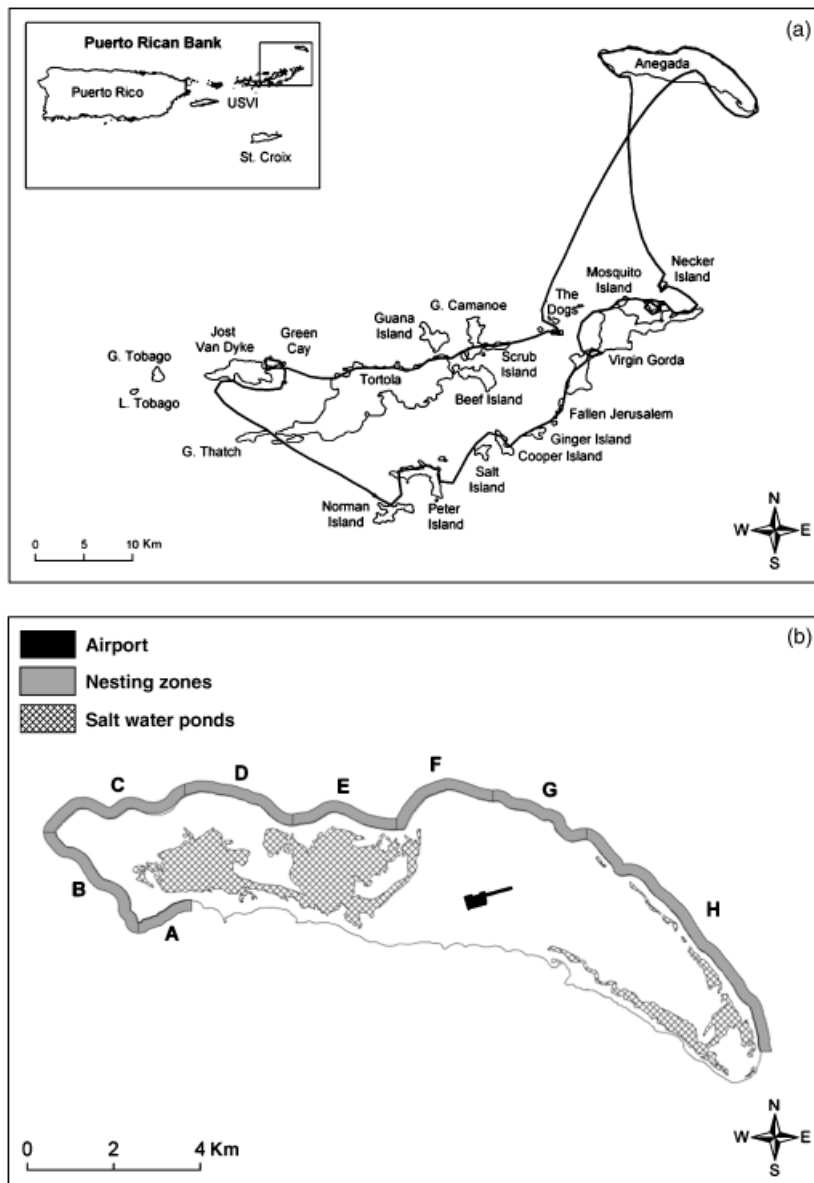 (a)
Puerto Rican Bank
Puerto Rico
USVI
St. Croix
Anegada
Necker
Island
Mosquito
Island
The
Dogs
G. Camanoe
Guana
Island
Jost
Van Dyke
Green
Cay
G. Tobago
L. Tobago
Tortola
Scrub
Island
Beef Island
Virgin Gorda
Fallen Jerusalem
Ginger Island
Cooper Island
G. Thatch
Salt
Island
Norman
Island
Peter
Island
0 5 10 Km
N
W E
S
(b)
Airport
Nesting zones
Salt water ponds
C
D
E
F
G
B
A
H
0 2 4 Km
N
W E
S